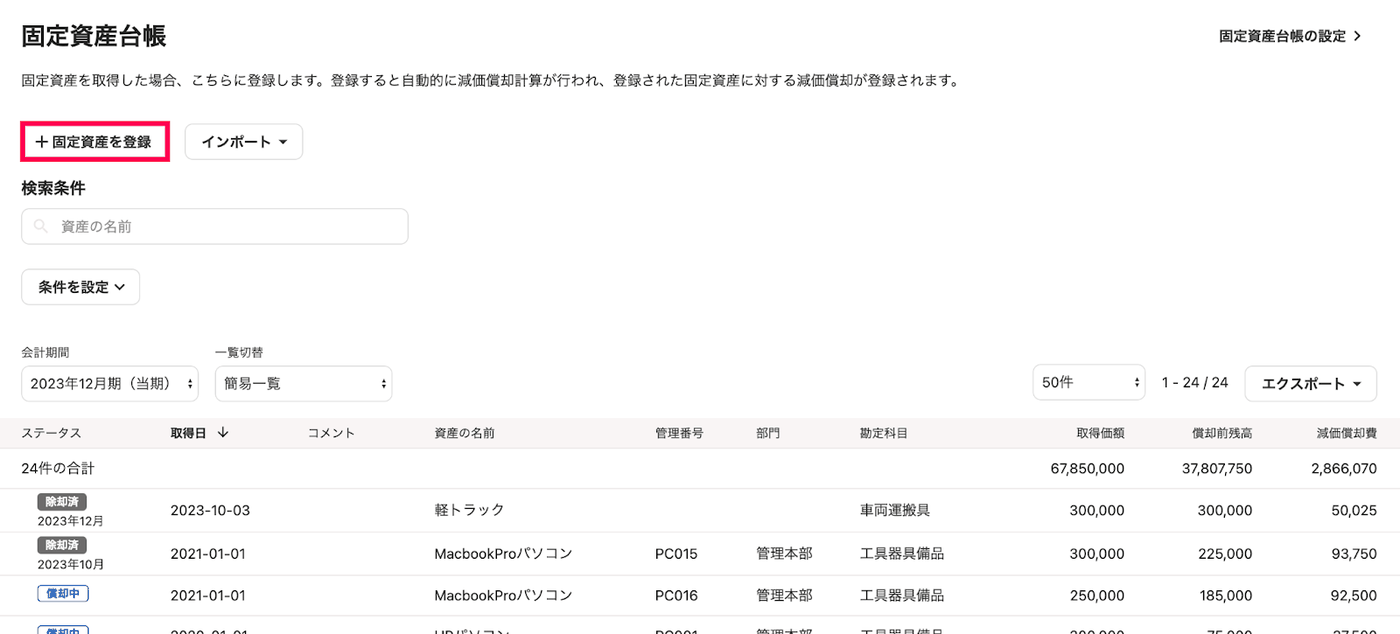 固定資産台帳
固定資産台帳の設定
固定資産を取得した場合、こちらに登録します。登録すると自動的に減価償却計算が行われ、登録された固定資産に対する減価償却が登録されます。
＋固定資産を登録 インポート
検索条件
資産の名前
条件を設定
会計期間 一覧切替
2023年12月期（当期） 簡易一覧 50件 1 - 24 / 24 エクスポート
ステータス 取得日 ↓ コメント 資産の名前 管理番号 部門 勘定科目 取得価額 償却前残高 減価償却費
24件の合計 67,850,000 37,807,750 2,866,070
除却済
2023年12月 2023-10-03 軽トラック 車両運搬具 300,000 300,000 50,025
除却済
2023年10月 2021-01-01 MacbookProパソコン PC015 管理本部 工具器具備品 300,000 225,000 93,750
償却中 2021-01-01 MacbookProパソコン PC016 管理本部 工具器具備品 250,000 185,000 92,500
償却中 管理本部 工具器具備品